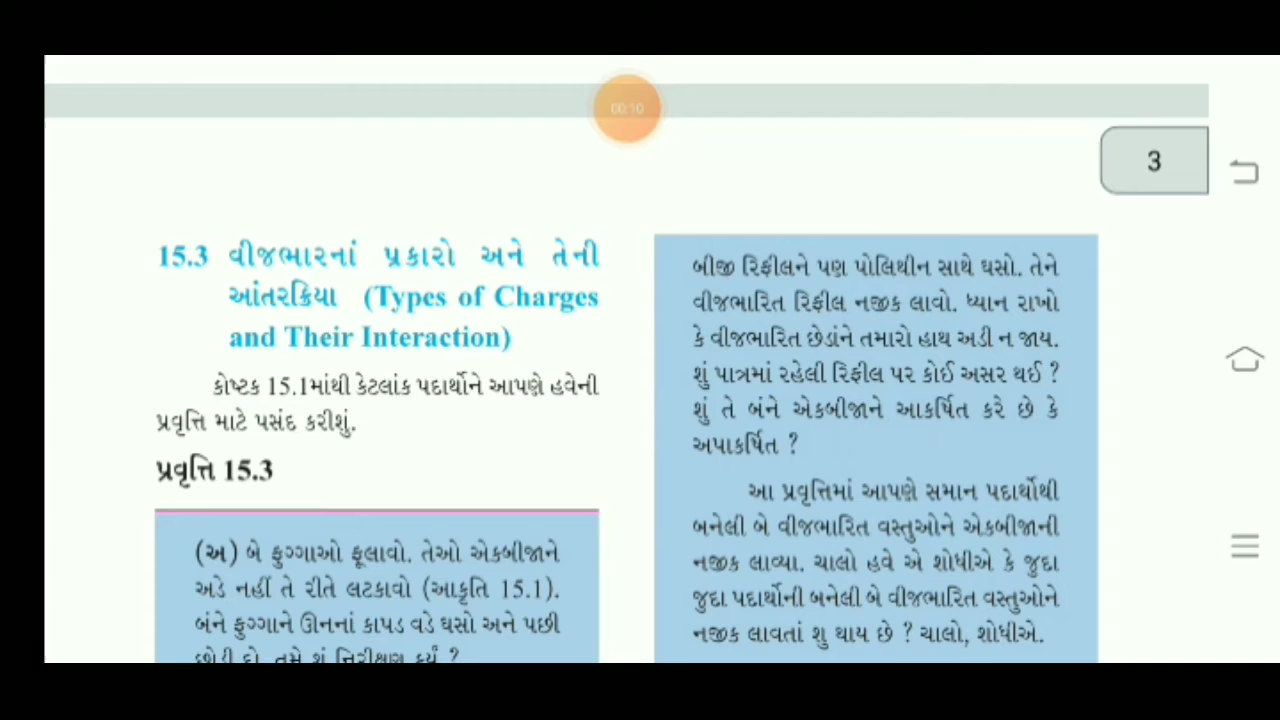 00:10
3
15.3 વીજભારનાં પ્રકારો અને તેની
આંતરક્રિયા (Types of Charges
and Their Interaction)
કોષ્ટક 15.1માંથી કેટલાંક પદાર્થોને આપણે હવેની
પ્રવૃત્તિ માટે પસંદ કરીશું.
પ્રવૃત્તિ 15.3
(અ) બે ફુગ્ગાઓ ફૂલાવો. તેઓ એકબીજાને
અડે નહીં તે રીતે લટકાવો (આકૃતિ 15.1).
બંને ફુગ્ગાને ઊનનાં કાપડ વડે ઘસો અને પછી
છોડી દો. તમે શું નિરીક્ષણ કર્યું ?
બીજી રિફીલને પણ પોલિથીન સાથે ઘસો. તેને
વીજભારિત રિફીલ નજીક લાવો. ધ્યાન રાખો
કે વીજભારિત છેડાંને તમારો હાથ અડી ન જાય.
શું પાત્રમાં રહેલી રિફીલ પર કોઈ અસર થઈ ?
શું તે બંને એકબીજાને આકર્ષિત કરે છે કે
અપાકર્ષિત ?
આ પ્રવૃત્તિમાં આપણે સમાન પદાર્થોથી
બનેલી બે વીજભારિત વસ્તુઓને એકબીજાની
નજીક લાવ્યા. ચાલો હવે એ શોધીએ કે જુદા
જુદા પદાર્થોની બનેલી બે વીજભારિત વસ્તુઓને
નજીક લાવતાં શુ થાય છે ? ચાલો, શોધીએ.